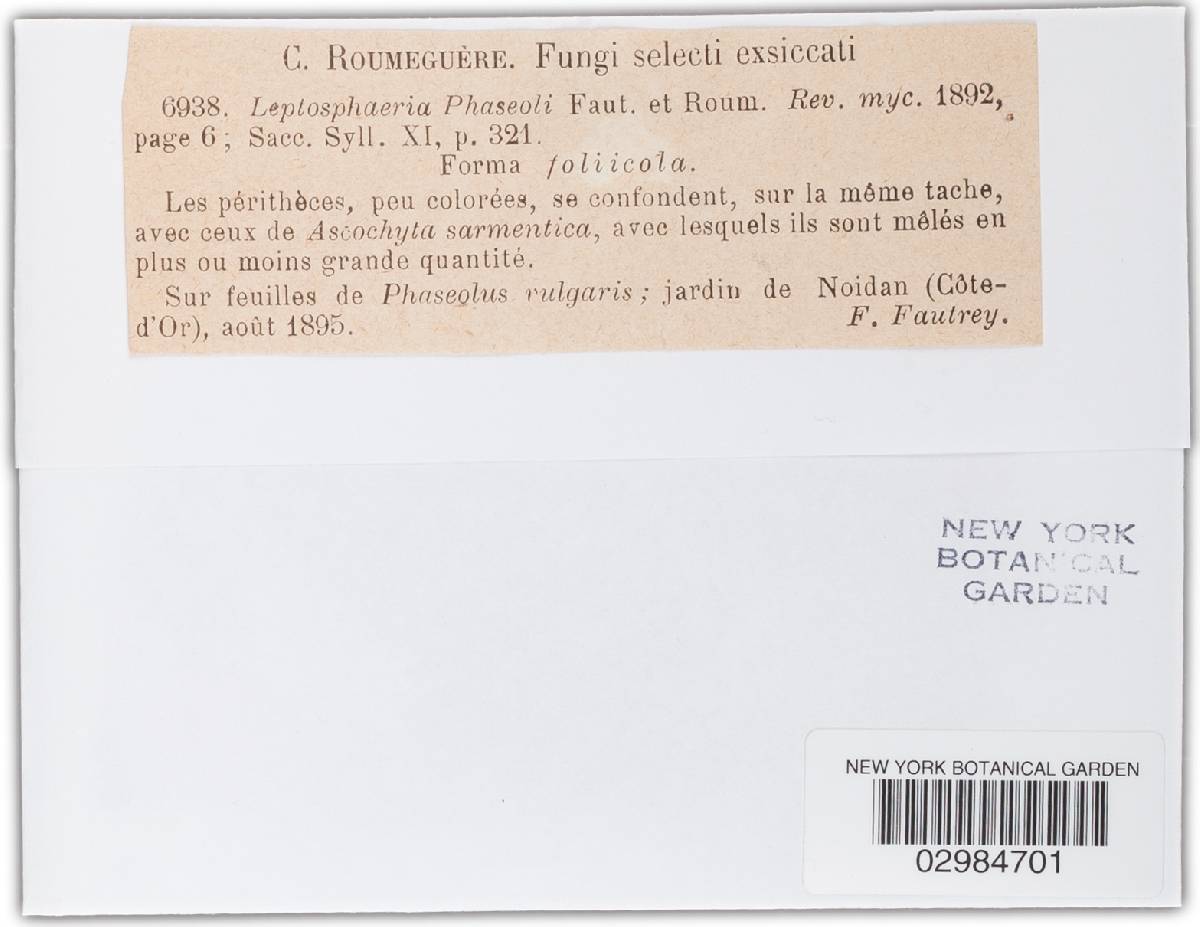 C. ROUMEGUÈRE. Fungi selecti exsiccati
6938. Leptosphaeria Phaseoli Faut. et Roum. Rev. myc. 1892,
page 6 ; Sacc. Syll. XI, p. 321.
Forma foliicola.
Les périthèces, peu colorées, se confondent, sur la même tache,
avec ceux de Ascochyta sarmentica, avec lesquels ils sont mêlés en
plus ou moins grande quantité.
Sur feuilles de Phaseolus vulgaris ; jardin de Noidan (Côte-
d'Or), août 1895. F. Fautrey.
NEW YORK
BOTANICAL
GARDEN
NEW YORK BOTANICAL GARDEN
02984701